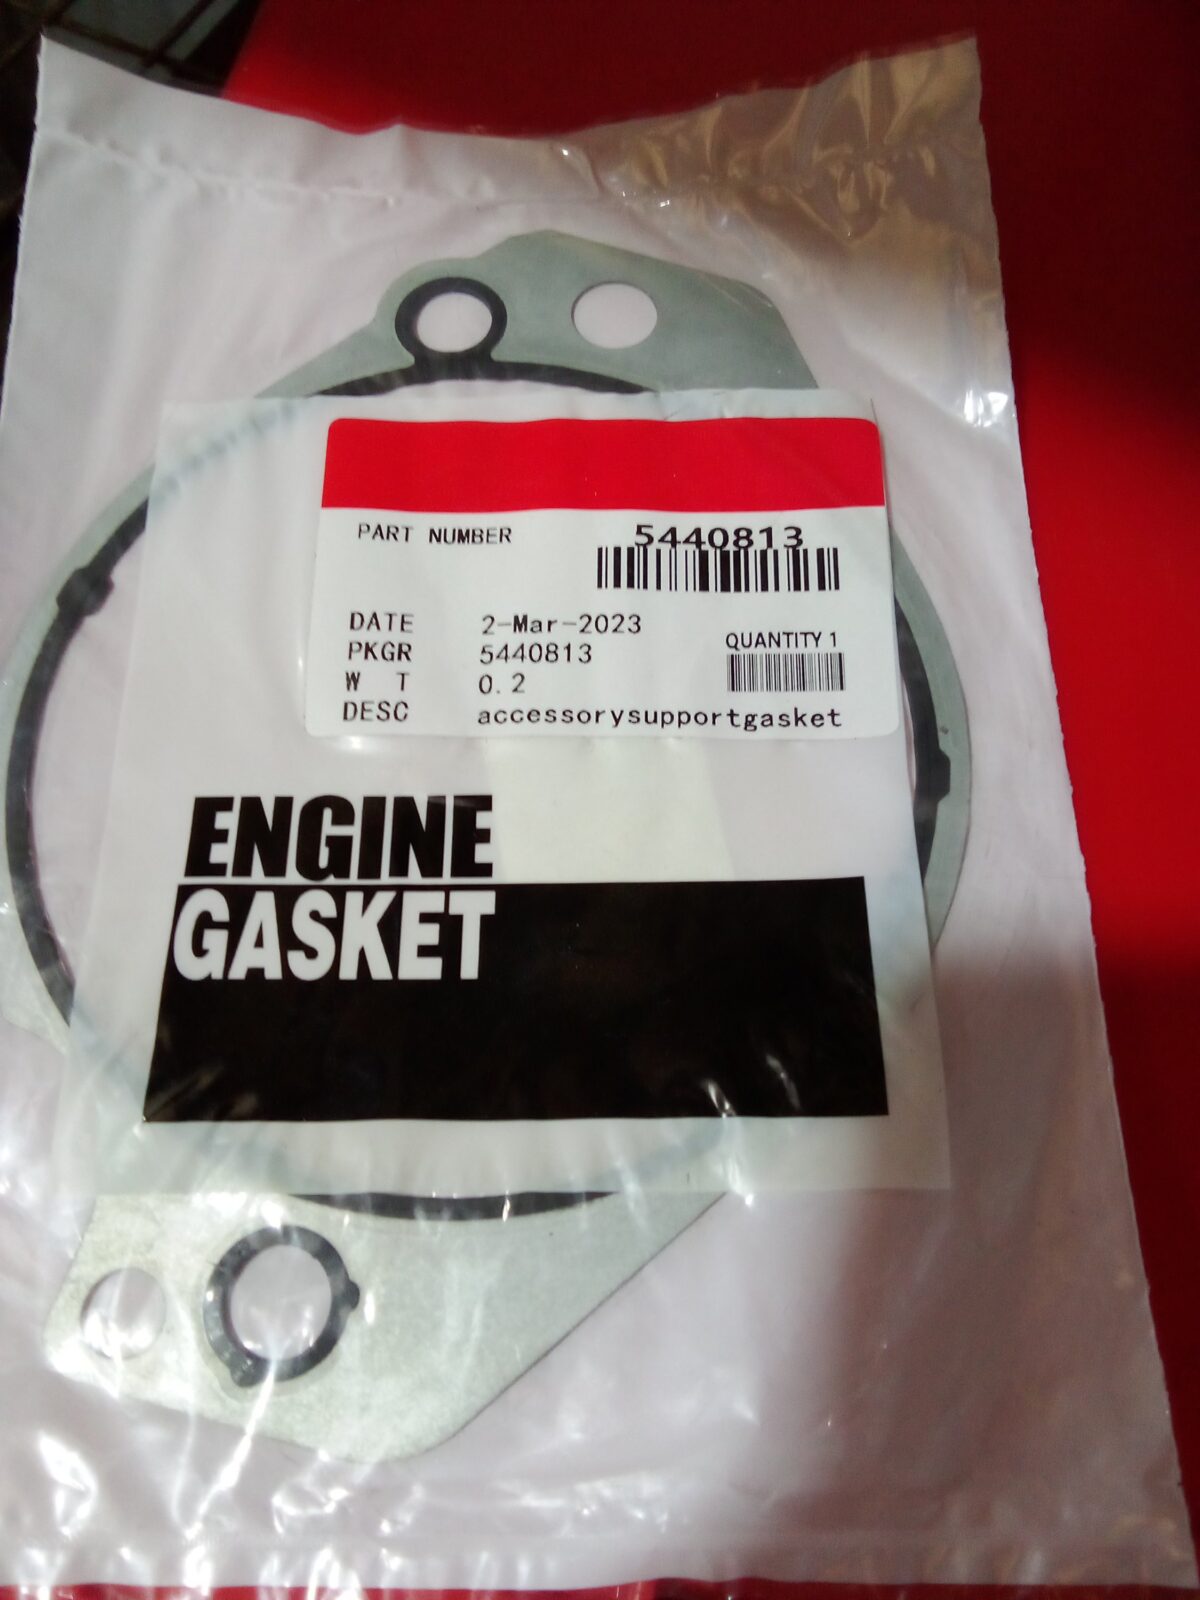 PART NUMBER 5440813
DATE 2-Mar-2023
QUANTITY 1
PKGR 5440813
W T 0.2
DESC accessorysupportgasket
ENGINE
GASKET